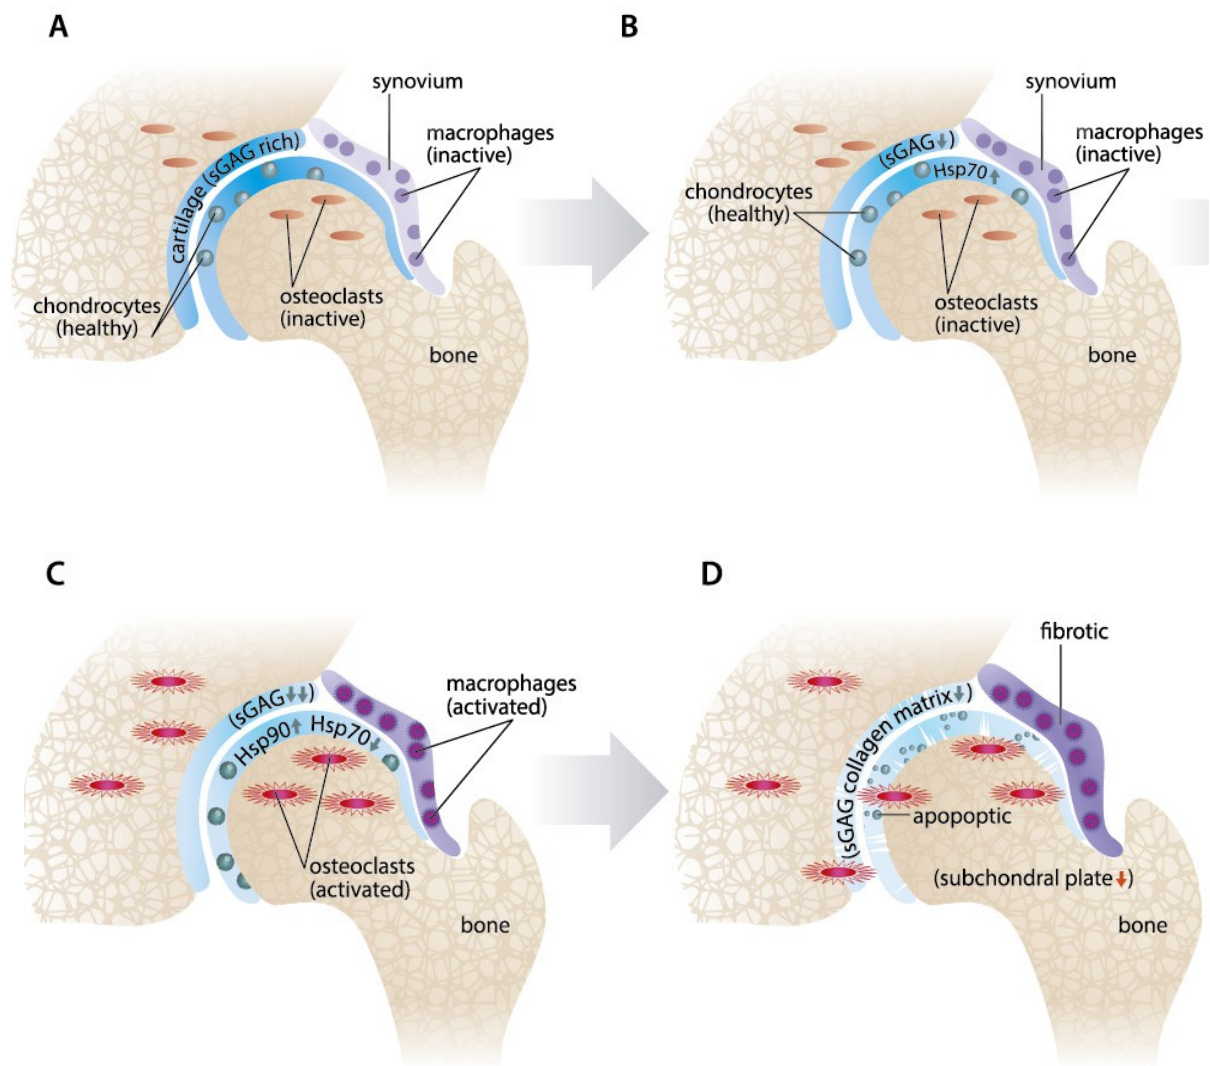 A
synovium
macrophages
(inactive)
cartilage (sGAG rich)
chondrocytes
(healthy)
osteoclasts
(inactive)
bone
B
synovium
macrophages
(inactive)
(sGAG ↓)
Hsp70 ↑
chondrocytes
(healthy)
osteoclasts
(inactive)
bone
C
macrophages
(activated)
(sGAG ↓↓)
Hsp90 ↑ Hsp70 ↓
osteoclasts
(activated)
bone
D
fibrotic
(sGAG collagen matrix ↓)
apopoptic
(subchondral plate ↓)
bone